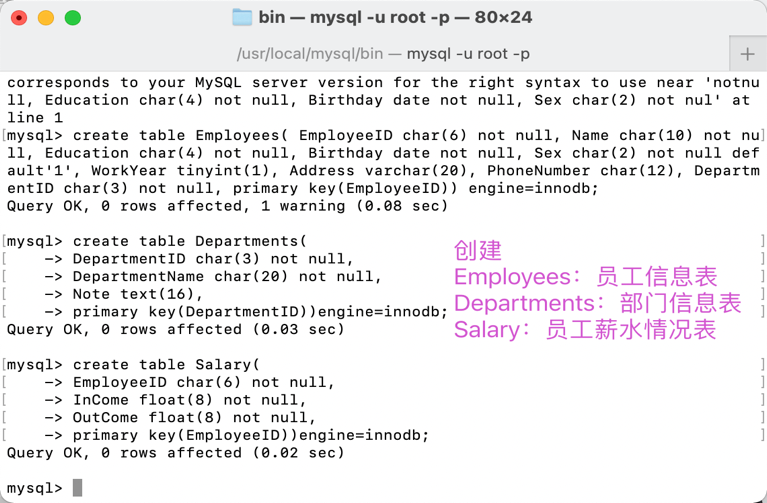 bin — mysql -u root -p — 80×24
/usr/local/mysql/bin — mysql -u root -p
+
corresponds to your MySQL server version for the right syntax to use near 'notnu
ll, Education char(4) not null, Birthday date not null, Sex char(2) not nul' at
line 1
[mysql> create table Employees( EmployeeID char(6) not null, Name char(10) not nu]
ll, Education char(4) not null, Birthday date not null, Sex char(2) not null def
ault'1', WorkYear tinyint(1), Address varchar(20), PhoneNumber char(12), Departm
entID char(3) not null, primary key(EmployeeID)) engine=innodb;
Query OK, 0 rows affected, 1 warning (0.08 sec)
[mysql> create table Departments( ]
[    -> DepartmentID char(3) not null, ]
[    -> DepartmentName char(20) not null, ]
[    -> Note text(16), ]
[    -> primary key(DepartmentID))engine=innodb; ]
Query OK, 0 rows affected (0.03 sec)
创建
Employees：员工信息表
Departments：部门信息表
Salary：员工薪水情况表
[mysql> create table Salary( ]
[    -> EmployeeID char(6) not null, ]
[    -> InCome float(8) not null, ]
[    -> OutCome float(8) not null, ]
[    -> primary key(EmployeeID))engine=innodb; ]
Query OK, 0 rows affected (0.02 sec)
mysql>